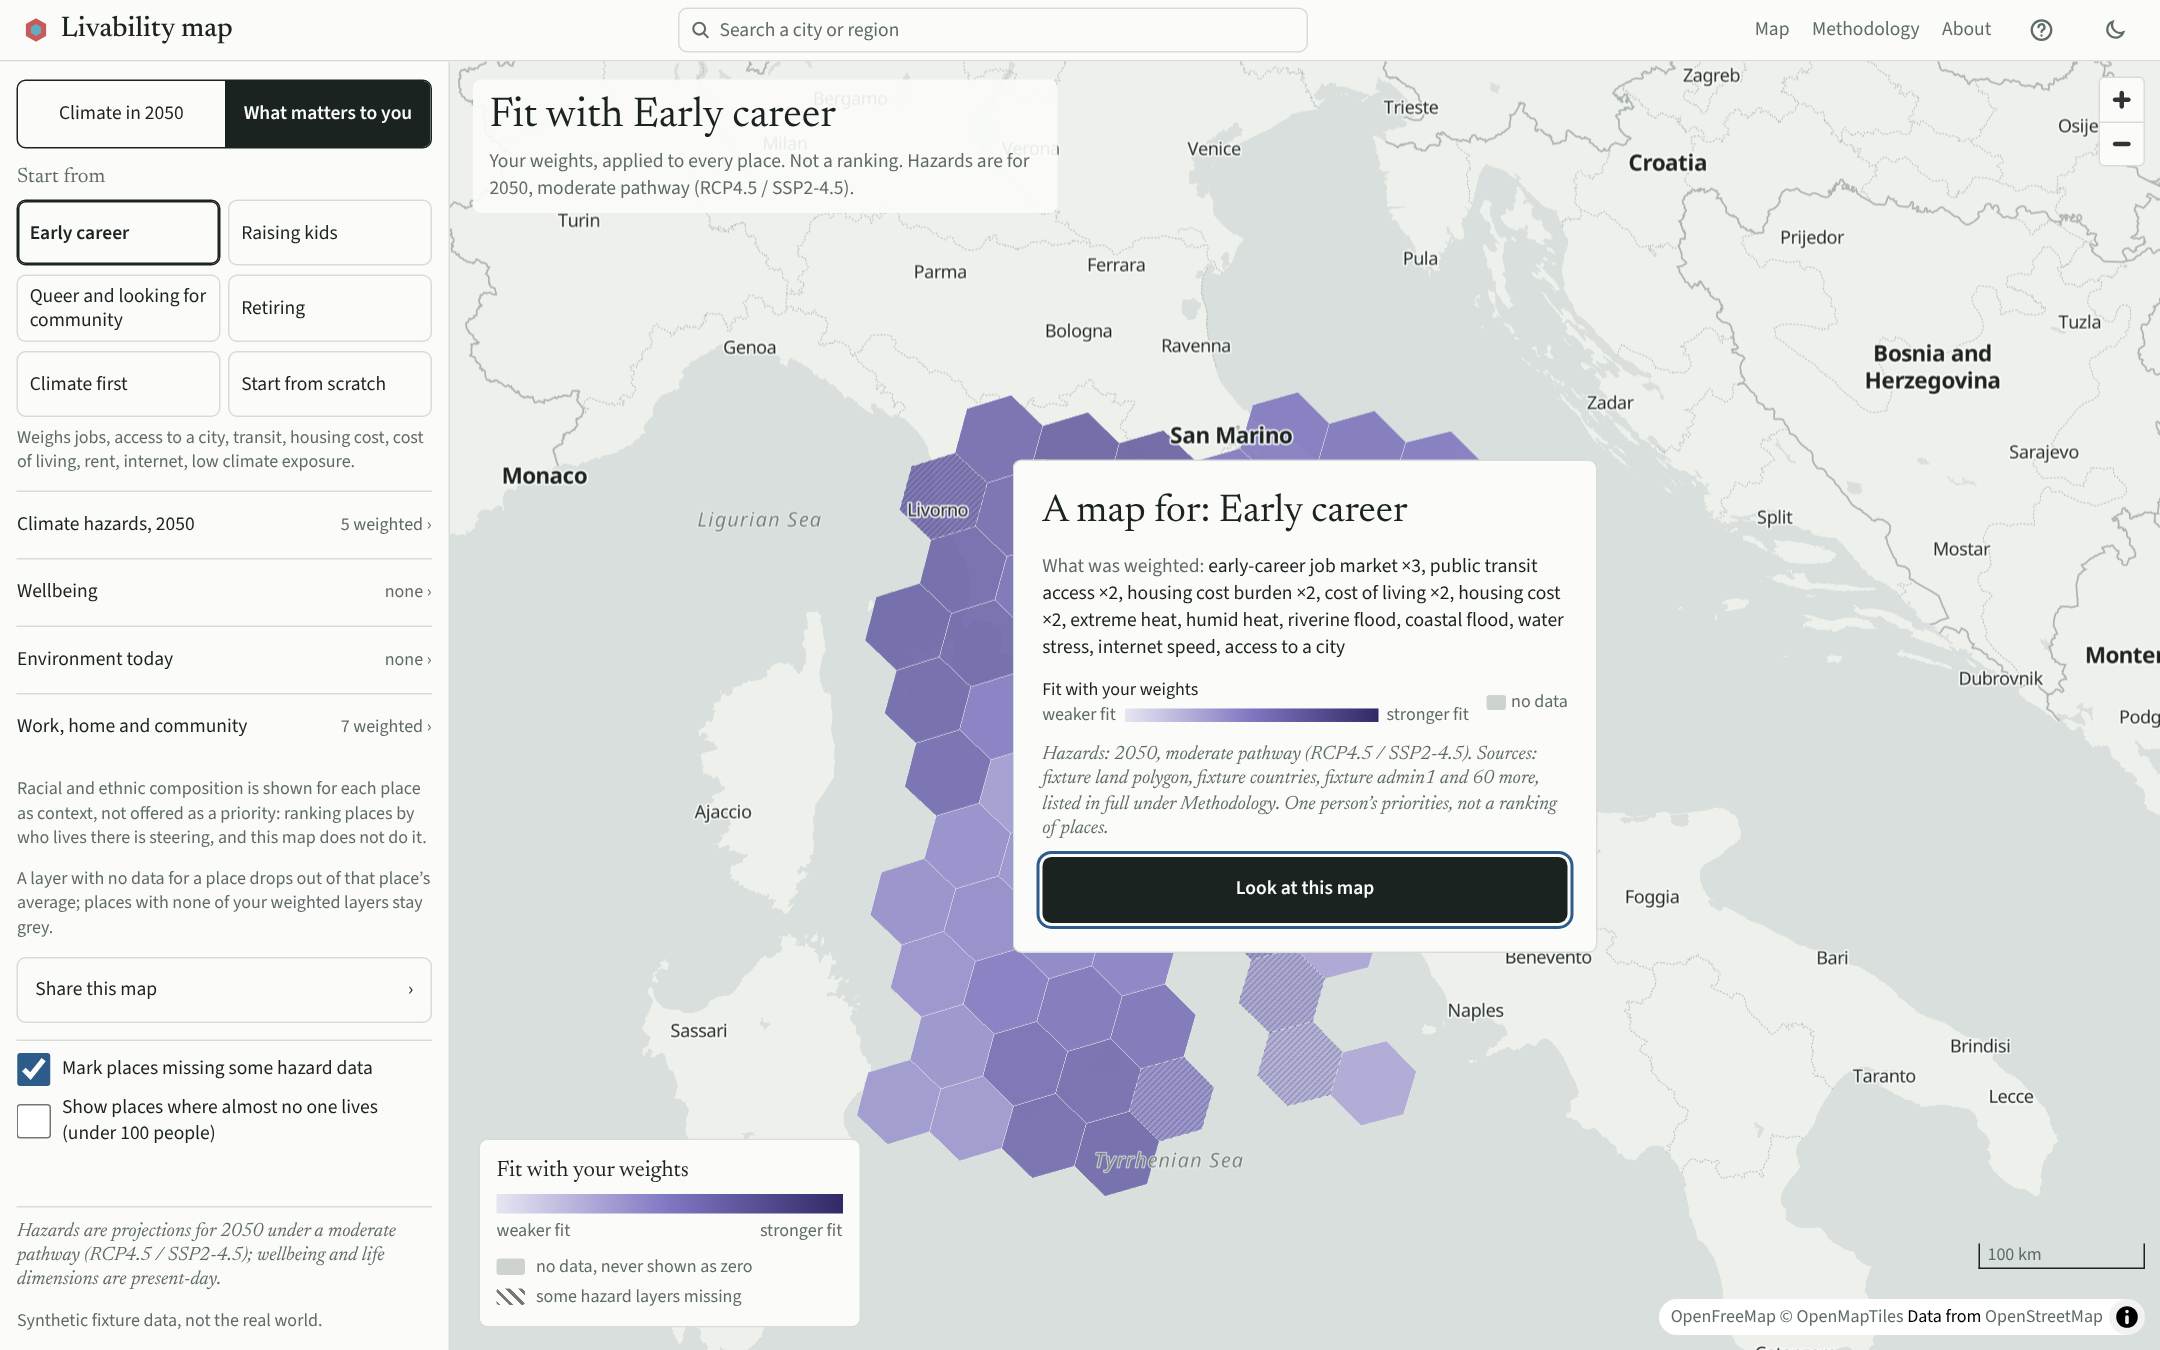 Livability map
Search a city or region
Map
Methodology
About
Climate in 2050
What matters to you
Start from
Early career
Raising kids
Queer and looking for
community
Retiring
Climate first
Start from scratch
Weighs jobs, access to a city, transit, housing cost, cost
of living, rent, internet, low climate exposure.
Climate hazards, 2050
5 weighted ›
Wellbeing
none ›
Environment today
none ›
Work, home and community
7 weighted ›
Racial and ethnic composition is shown for each place
as context, not offered as a priority: ranking places by
who lives there is steering, and this map does not do it.
A layer with no data for a place drops out of that place’s
average; places with none of your weighted layers stay
grey.
Share this map ›
Mark places missing some hazard data
Show places where almost no one lives
(under 100 people)
Hazards are projections for 2050 under a moderate
pathway (RCP4.5 / SSP2-4.5); wellbeing and life
dimensions are present-day.
Synthetic fixture data, not the real world.
Fit with Early career
Your weights, applied to every place. Not a ranking. Hazards are for
2050, moderate pathway (RCP4.5 / SSP2-4.5).
Bergamo
Milan
Verona
Zagreb
Trieste
Osije
Venice
Croatia
Turin
Prijedor
Pula
Parma
Ferrara
Bologna
Ravenna
Genoa
Tuzla
Bosnia and
Herzegovina
Zadar
San Marino
Sarajevo
Monaco
Livorno
Ligurian Sea
Split
Mostar
Monte
Dubrovnik
Podg
Ajaccio
Foggia
Benevento
Bari
Naples
Sassari
Brindisi
Taranto
Lecce
Tyrrhenian Sea
A map for: Early career
What was weighted: early-career job market ×3, public transit
access ×2, housing cost burden ×2, cost of living ×2, housing cost
×2, extreme heat, humid heat, riverine flood, coastal flood, water
stress, internet speed, access to a city
Fit with your weights
weaker fit
stronger fit
no data
Hazards: 2050, moderate pathway (RCP4.5 / SSP2-4.5). Sources:
fixture land polygon, fixture countries, fixture admin1 and 60 more,
listed in full under Methodology. One person’s priorities, not a ranking
of places.
Look at this map
Fit with your weights
weaker fit
stronger fit
no data, never shown as zero
some hazard layers missing
100 km
OpenFreeMap © OpenMapTiles Data from OpenStreetMap